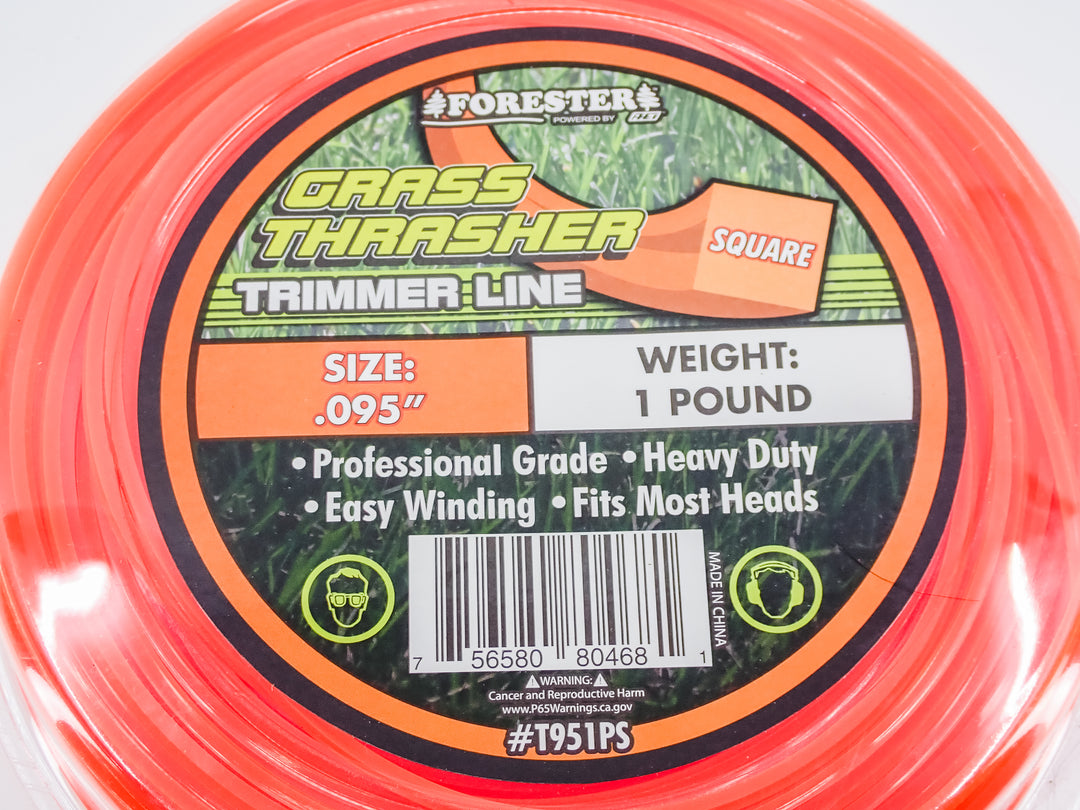 FORESTER
POWERED BY
GRASS
THRASHER
TRIMMER LINE
SQUARE
SIZE:
.095"
WEIGHT:
1 POUND
•Professional Grade •Heavy Duty
•Easy Winding •Fits Most Heads
MADE IN CHINA
7 56580 80468 1
WARNING:
Cancer and Reproductive Harm
www.P65Warnings.ca.gov
#T951PS